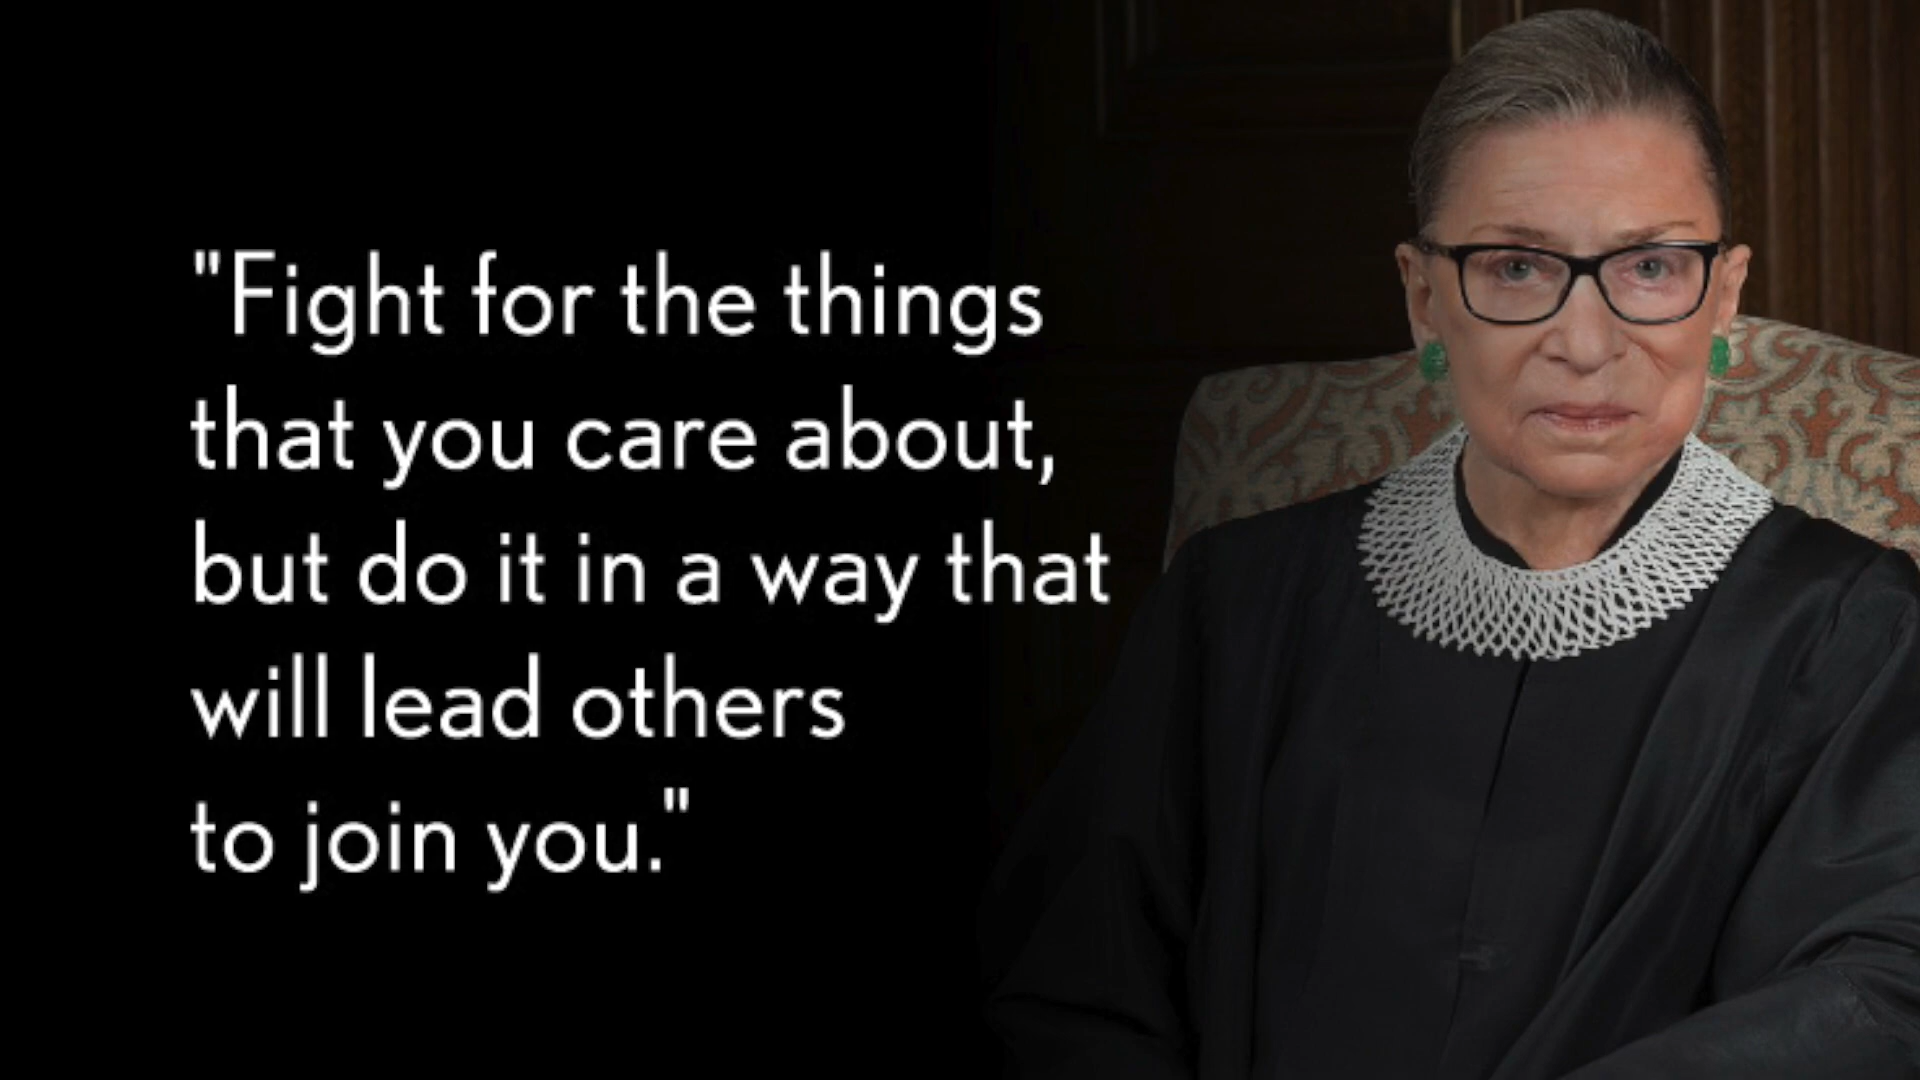 "Fight for the things
that you care about,
but do it in a way that
will lead others
to join you."